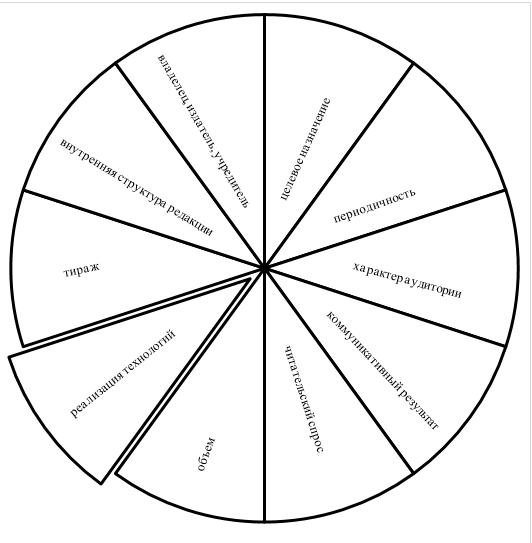 целевое назначение
периодичность
характер аудитории
коммуникативный результат
читательский спрос
объем
реализация технологий
тираж
внутренняя структура редакции
владелец, издатель, учредитель